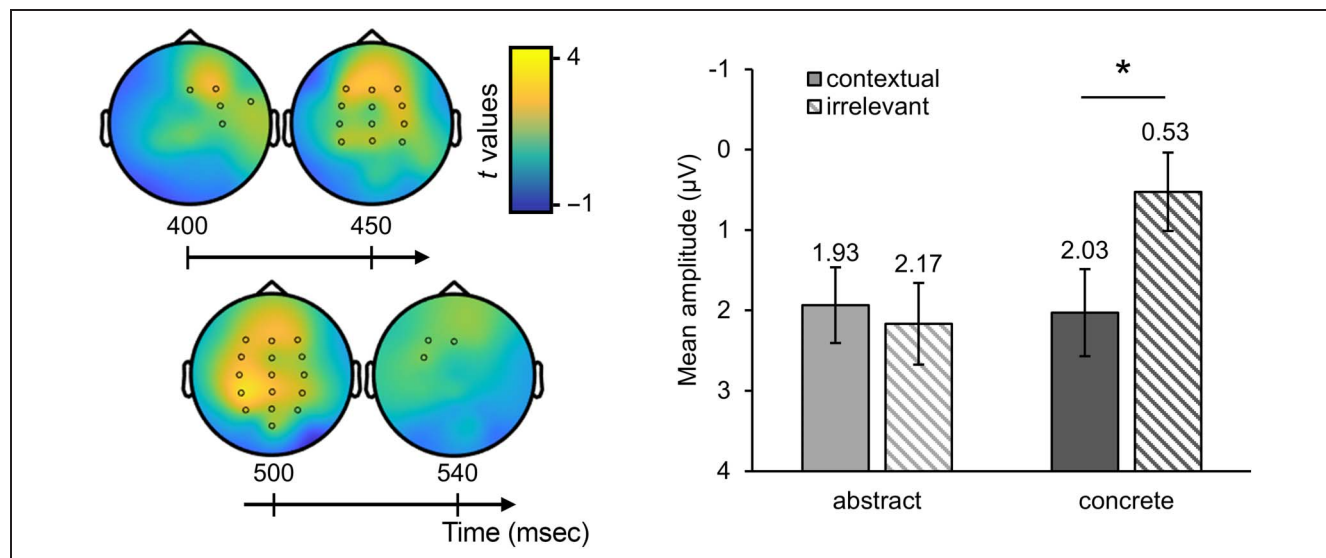 4
t values
–1
400
450
500
540
Time (msec)
contextual
irrelevant
*
-1
0
1
2
3
4
Mean amplitude (µV)
1.93
2.17
2.03
0.53
abstract
concrete